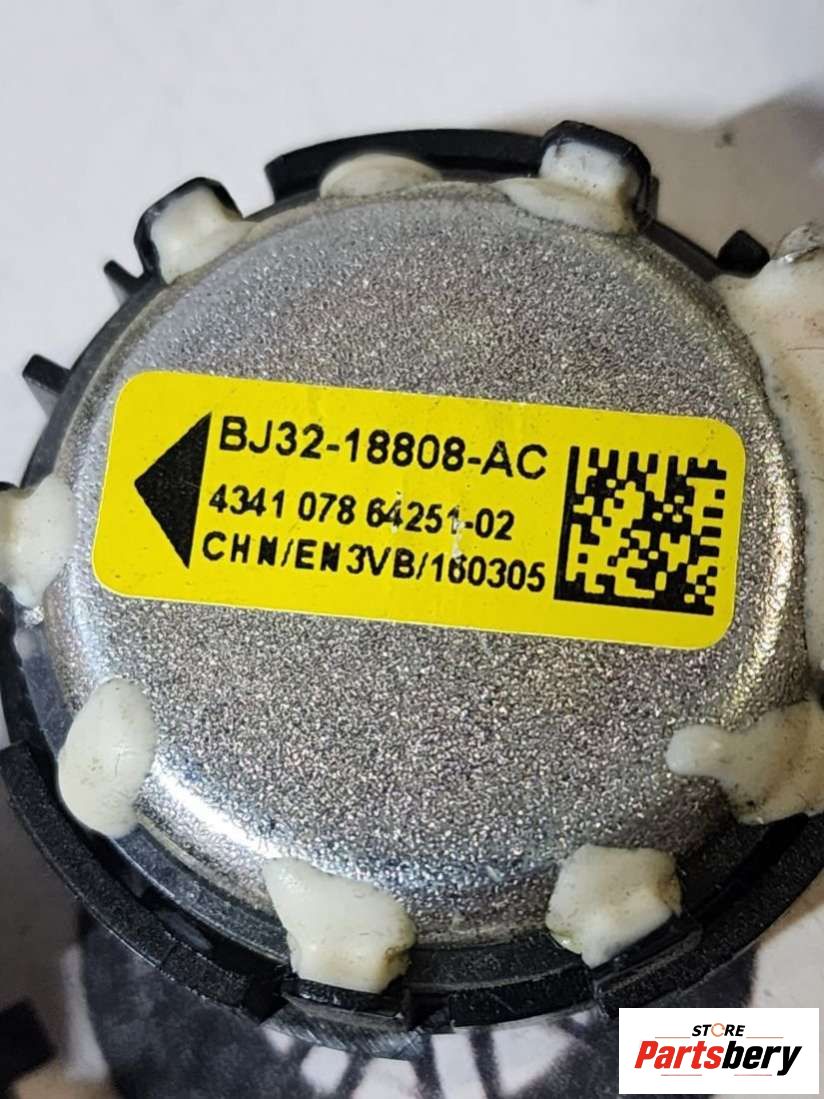 BJ32-18808-AC
4341 078 64251-02
CHN/EN3VB/160305
STORE
Partsbery